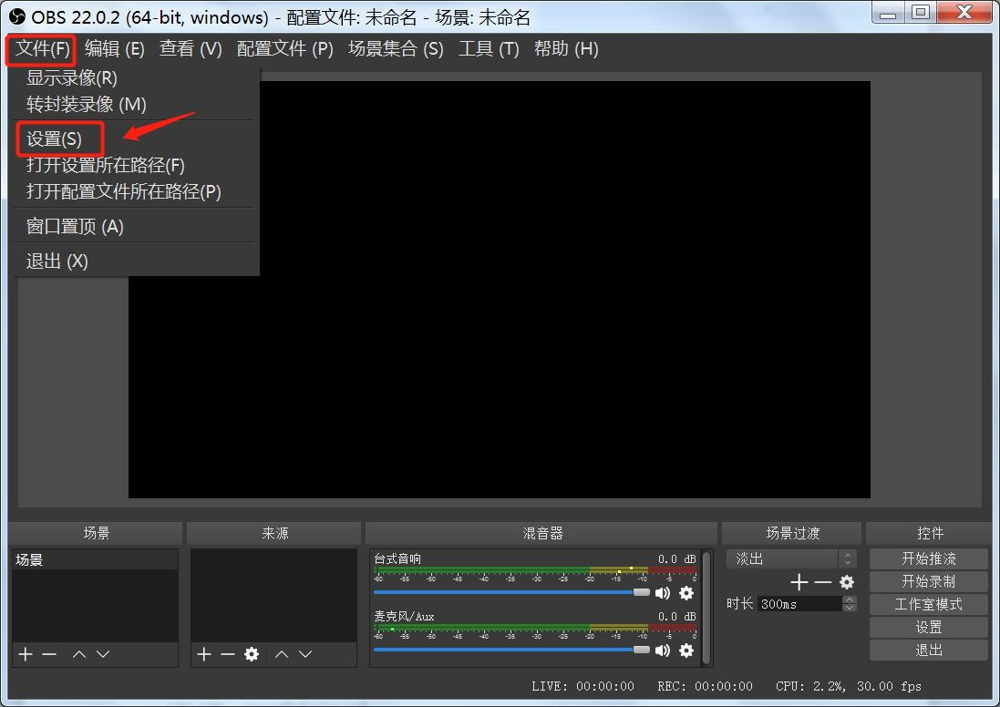 OBS 22.0.2 (64-bit, windows) - 配置文件: 未命名 - 场景: 未命名
文件(F) 编辑 (E) 查看 (V) 配置文件 (P) 场景集合 (S) 工具 (T) 帮助 (H)
显示录像(R)
转封装录像 (M)
设置(S)
打开设置所在路径(F)
打开配置文件所在路径(P)
窗口置顶 (A)
退出 (X)
场景 来源 混音器 场景过渡 控件
场景
台式音响 0.0 dB
-60 -55 -50 -45 -40 -35 -30 -25 -20 -15 -10 -5 0
麦克风/Aux 0.0 dB
-60 -55 -50 -45 -40 -35 -30 -25 -20 -15 -10 -5 0
淡出
时长 300ms
开始推流
开始录制
工作室模式
设置
退出
LIVE: 00:00:00 REC: 00:00:00 CPU: 2.2%, 30.00 fps